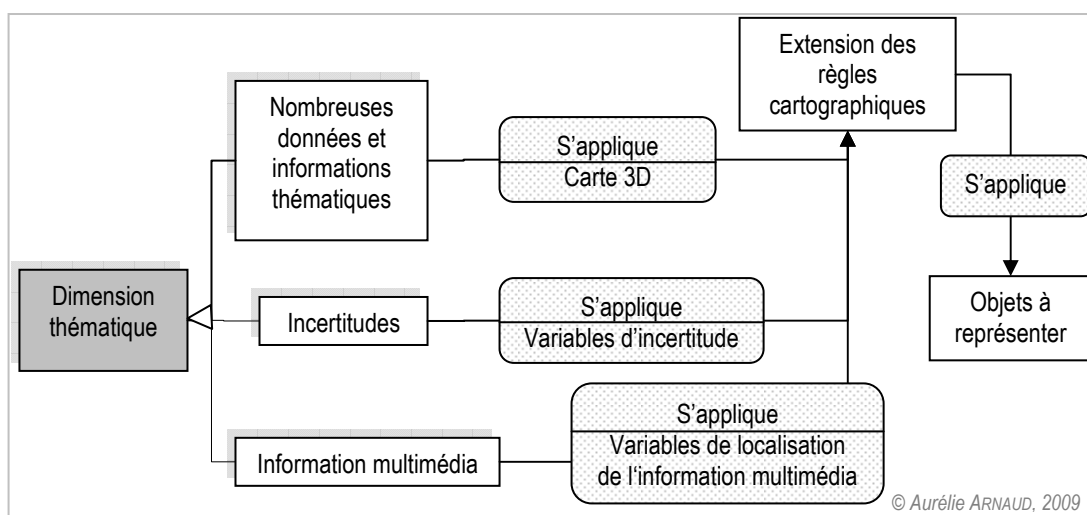 Extension des
règles
cartographiques
Nombreuses
données et
informations
thématiques
S’applique
Carte 3D
S’applique
Dimension
thématique
Incertitudes
S’applique
Variables d’incertitude
Objets à
représenter
Information multimédia
S’applique
Variables de localisation
de l‘information multimédia
© Aurélie ARNAUD, 2009